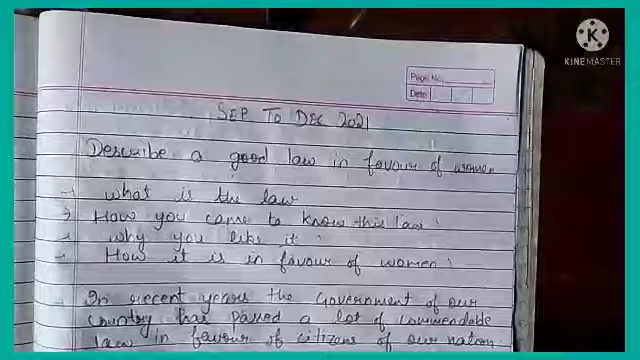 K
KINEMASTER
Page No.
Date
SEP TO DEC 2021
Describe a good law in favour of women
- what is the law
→ How you came to know this law:
- why you like it:
- How it is in favour of women:
→ In recent years the Government of our
country has passed a lot of commendable
law in favour of citizens of our nation.